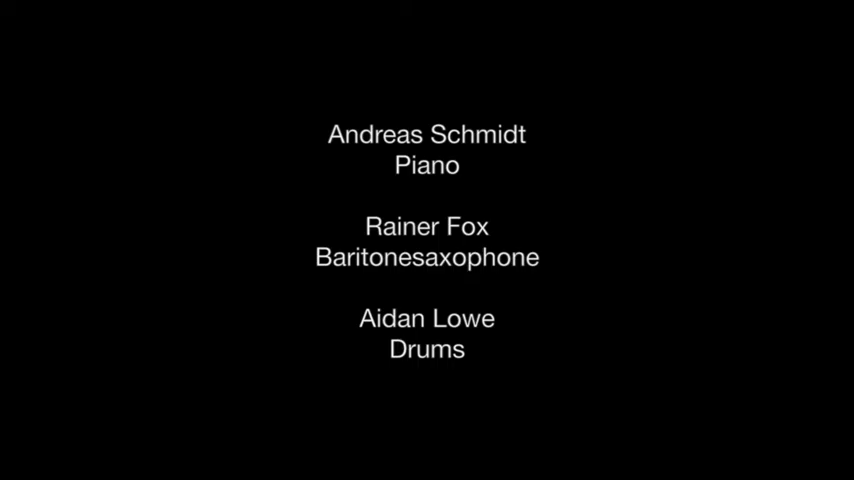 Andreas Schmidt
Piano
Rainer Fox
Baritonesaxophone
Aidan Lowe
Drums